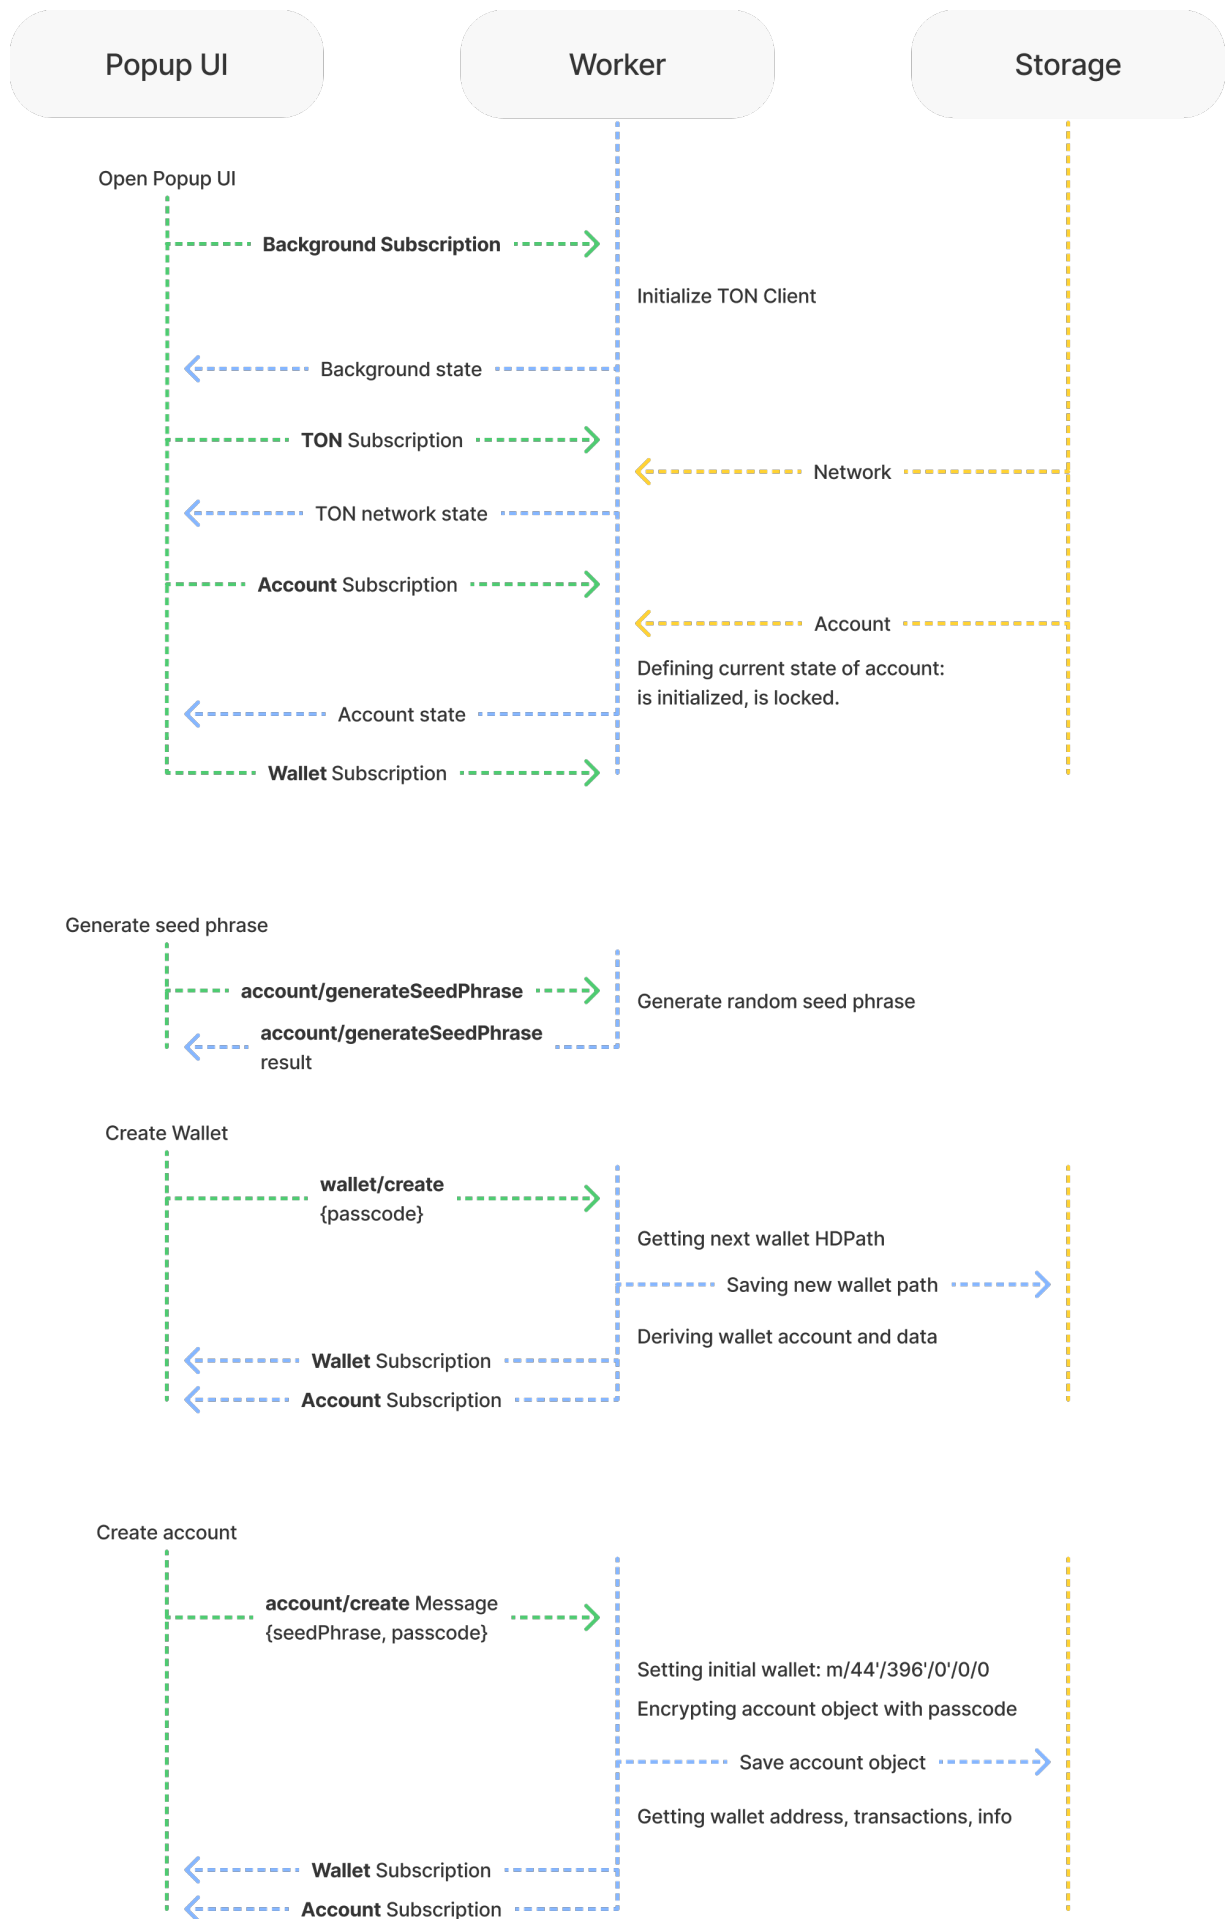 Popup UI
Worker
Storage
Open Popup UI
Background Subscription
Initialize TON Client
Background state
TON Subscription
Network
TON network state
Account Subscription
Account
Defining current state of account:
is initialized, is locked.
Account state
Wallet Subscription
Generate seed phrase
account/generateSeedPhrase
Generate random seed phrase
account/generateSeedPhrase
result
Create Wallet
wallet/create
{passcode}
Getting next wallet HDPath
Saving new wallet path
Deriving wallet account and data
Wallet Subscription
Account Subscription
Create account
account/create Message
{seedPhrase, passcode}
Setting initial wallet: m/44'/396'/0'/0/0
Encrypting account object with passcode
Save account object
Getting wallet address, transactions, info
Wallet Subscription
Account Subscription